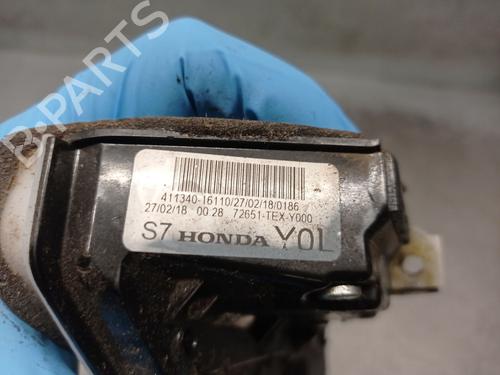 B-PARTS
411340-16110/27/02/18/0186
27/02/18 00 28 72651-TEX-Y000
S7 HONDA Y0L